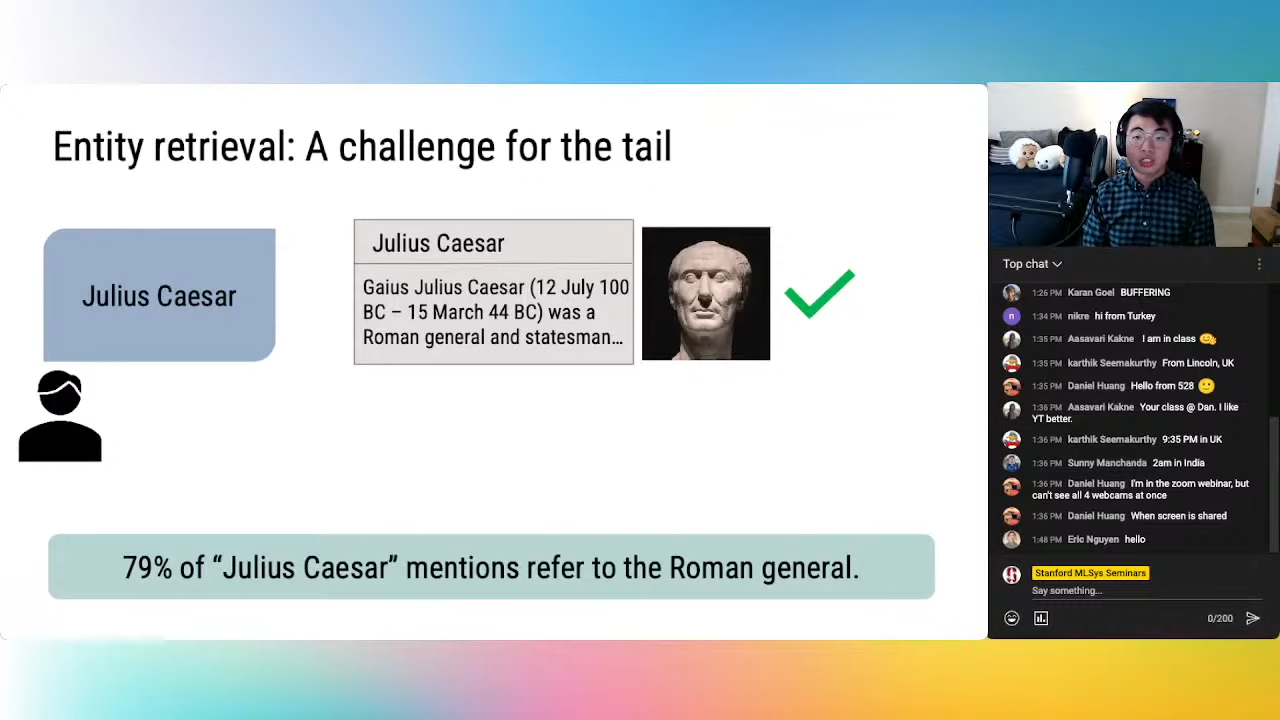 Entity retrieval: A challenge for the tail
Julius Caesar
Julius Caesar
Gaius Julius Caesar (12 July 100
BC – 15 March 44 BC) was a
Roman general and statesman…
79% of “Julius Caesar” mentions refer to the Roman general.
Top chat
1:26 PM Karan Goel BUFFERING
n 1:34 PM nikre hi from Turkey
1:35 PM Aasavari Kakne I am in class
1:35 PM karthik Seemakurthy From Lincoln, UK
1:35 PM Daniel Huang Hello from 528
1:36 PM Aasavari Kakne Your class @ Dan. I like
YT better.
1:36 PM karthik Seemakurthy 9:35 PM in UK
1:36 PM Sunny Manchanda 2am in India
1:36 PM Daniel Huang I'm in the zoom webinar, but
can't see all 4 webcams at once
1:36 PM Daniel Huang When screen is shared
1:48 PM Eric Nguyen hello
Stanford MLSys Seminars
Say something...
0/200